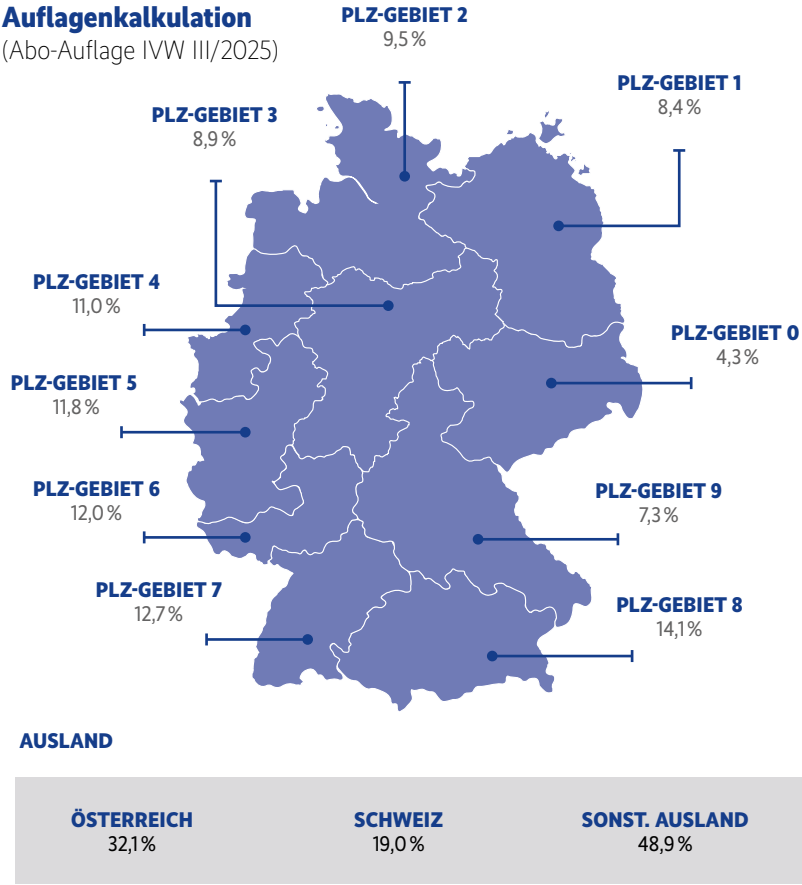 Auflagenkalkulation
(Abo-Auflage IVW III/2025)
PLZ-GEBIET 2
9,5 %
PLZ-GEBIET 1
8,4 %
PLZ-GEBIET 3
8,9 %
PLZ-GEBIET 4
11,0 %
PLZ-GEBIET 0
4,3 %
PLZ-GEBIET 5
11,8 %
PLZ-GEBIET 6
12,0 %
PLZ-GEBIET 9
7,3 %
PLZ-GEBIET 7
12,7 %
PLZ-GEBIET 8
14,1 %
AUSLAND
ÖSTERREICH
32,1 %
SCHWEIZ
19,0 %
SONST. AUSLAND
48,9 %